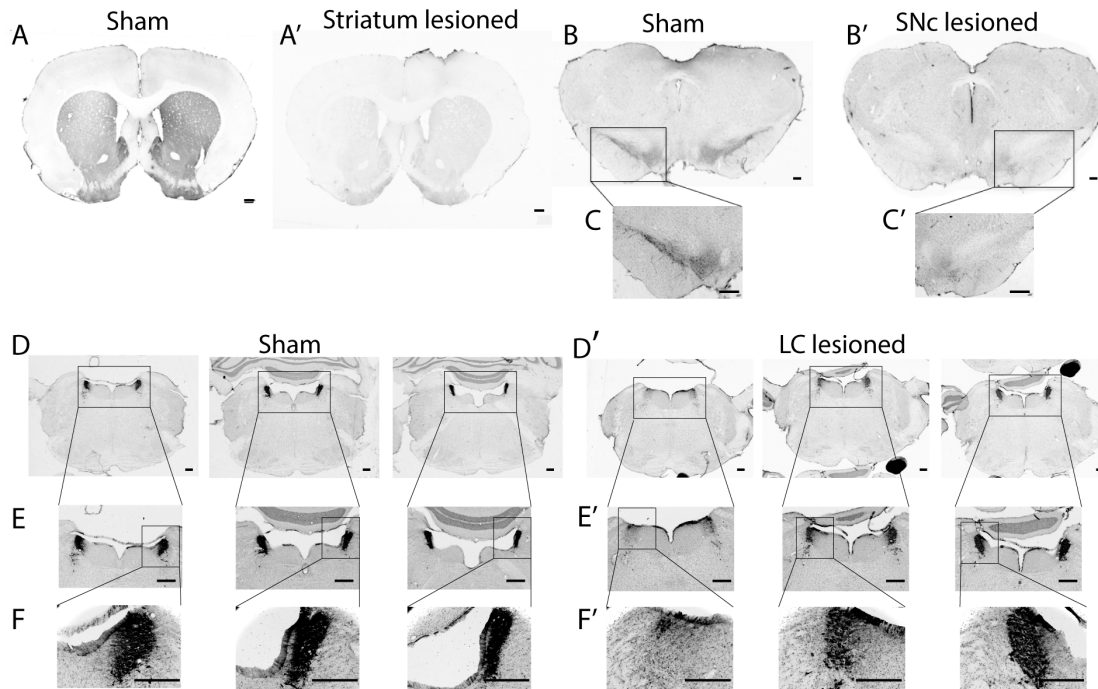 A
Sham
A'
Striatum lesioned
B
Sham
B'
SNc lesioned
C
C'
D
Sham
D'
LC lesioned
E
E'
F
F'